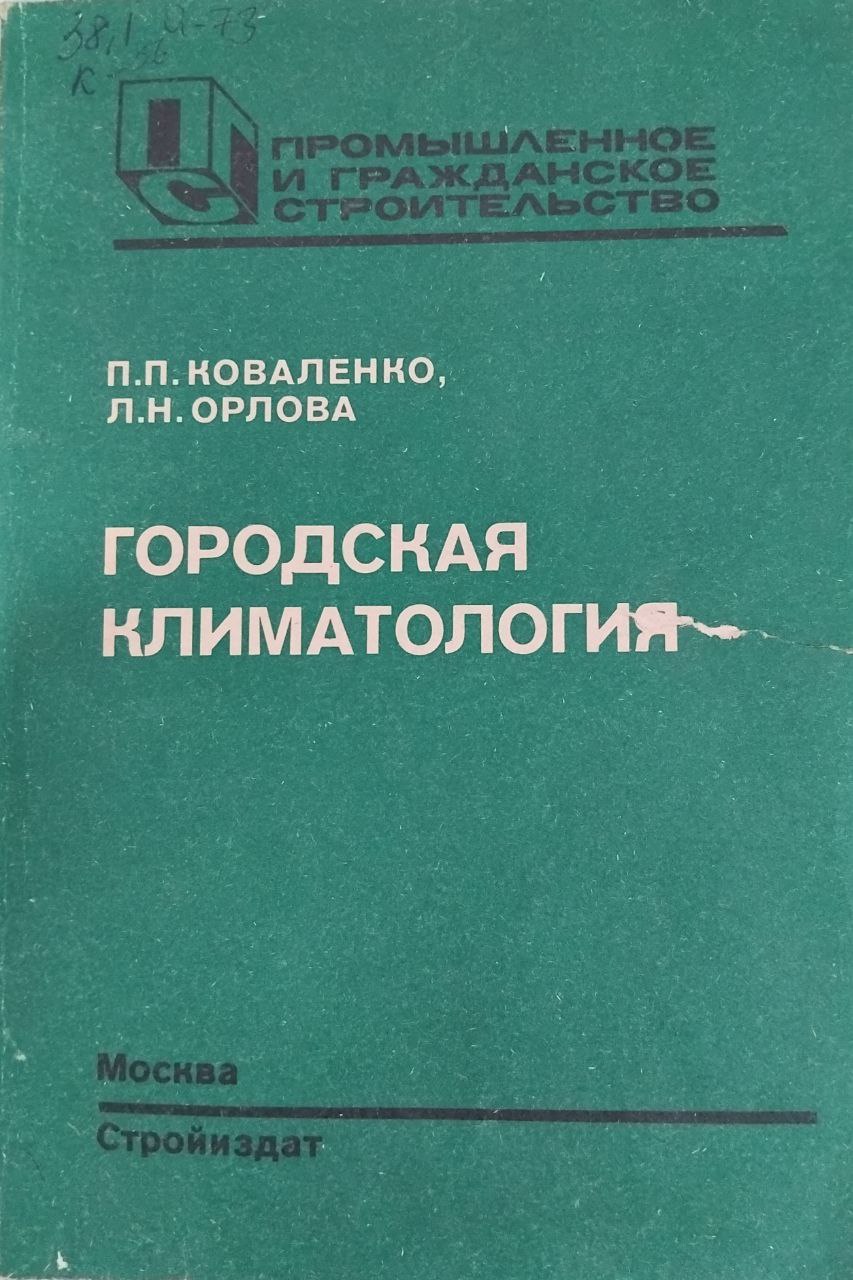 38,1 Я-73
К-56
ПРОМЫШЛЕННОЕ
И ГРАЖДАНСКОЕ
СТРОИТЕЛЬСТВО
П.П. КОВАЛЕНКО,
Л.Н. ОРЛОВА
ГОРОДСКАЯ
КЛИМАТОЛОГИЯ
Москва
Стройиздат